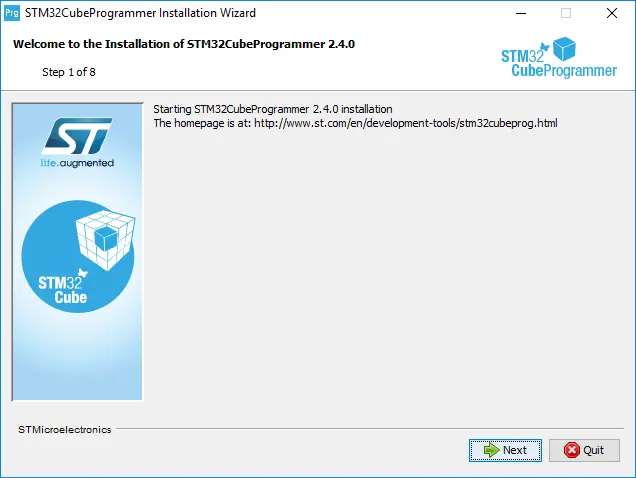 Prg STM32CubeProgrammer Installation Wizard
Welcome to the Installation of STM32CubeProgrammer 2.4.0
Step 1 of 8
STM32
CubeProgrammer
Starting STM32CubeProgrammer 2.4.0 installation
The homepage is at: http://www.st.com/en/development-tools/stm32cubeprog.html
ST
life.augmented
STM32
Cube
STMicroelectronics
Next
Quit